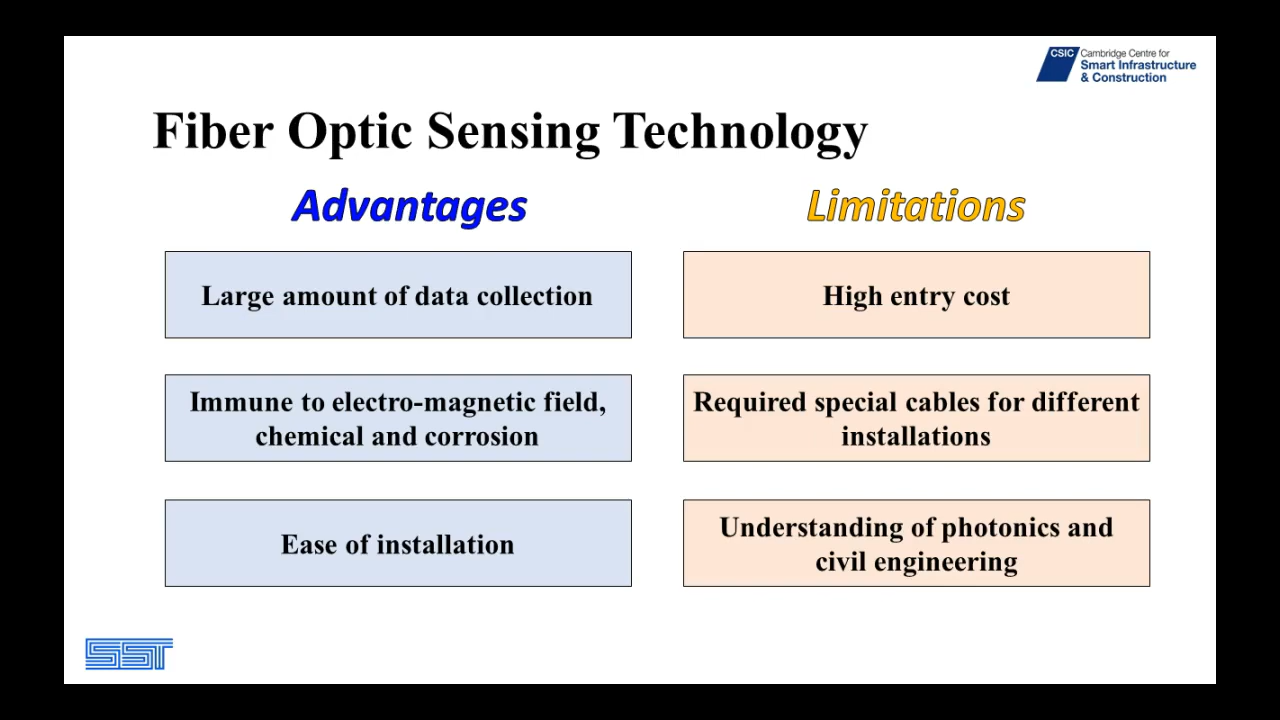 CSIC
Cambridge Centre for
Smart Infrastructure
& Construction
Fiber Optic Sensing Technology
Advantages
Limitations
Large amount of data collection
High entry cost
Immune to electro-magnetic field,
chemical and corrosion
Required special cables for different
installations
Ease of installation
Understanding of photonics and
civil engineering
SST